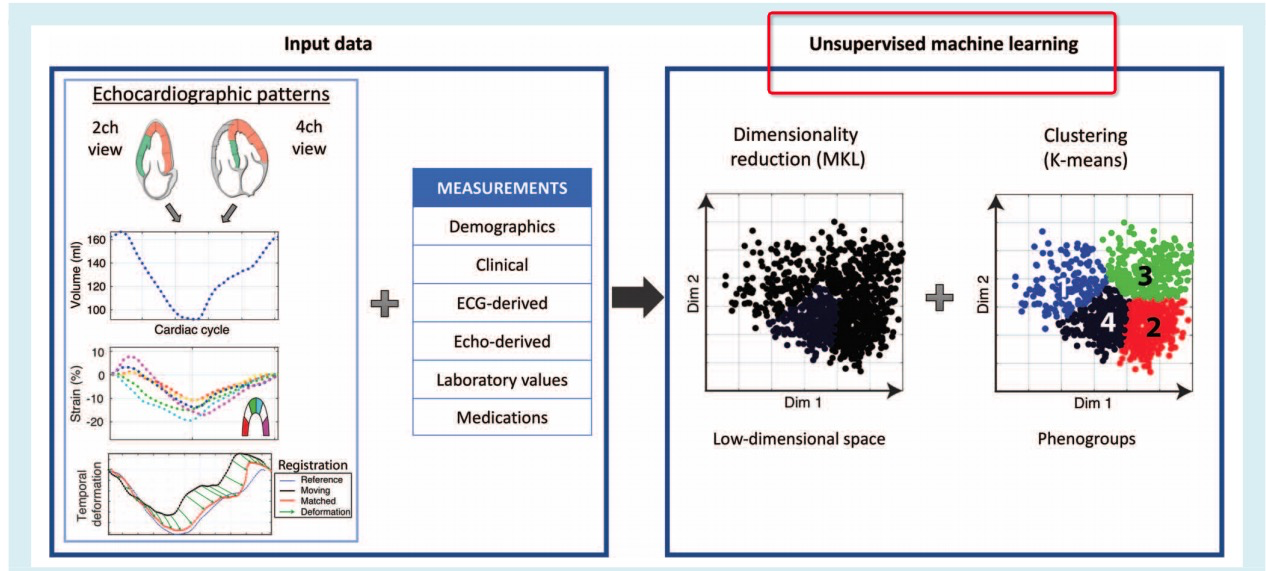 Input data
Echocardiographic patterns
2ch
view
4ch
view
Volume (ml)
160
140
120
100
Cardiac cycle
Strain (%)
10
0
-10
-20
Temporal
deformation
Registration
Reference
Moving
Matched
Deformation
MEASUREMENTS
Demographics
Clinical
ECG-derived
Echo-derived
Laboratory values
Medications
Unsupervised machine learning
Dimensionality
reduction (MKL)
Dim 2
Dim 1
Low-dimensional space
Clustering
(K-means)
Dim 2
3
4
2
Dim 1
Phenogroups